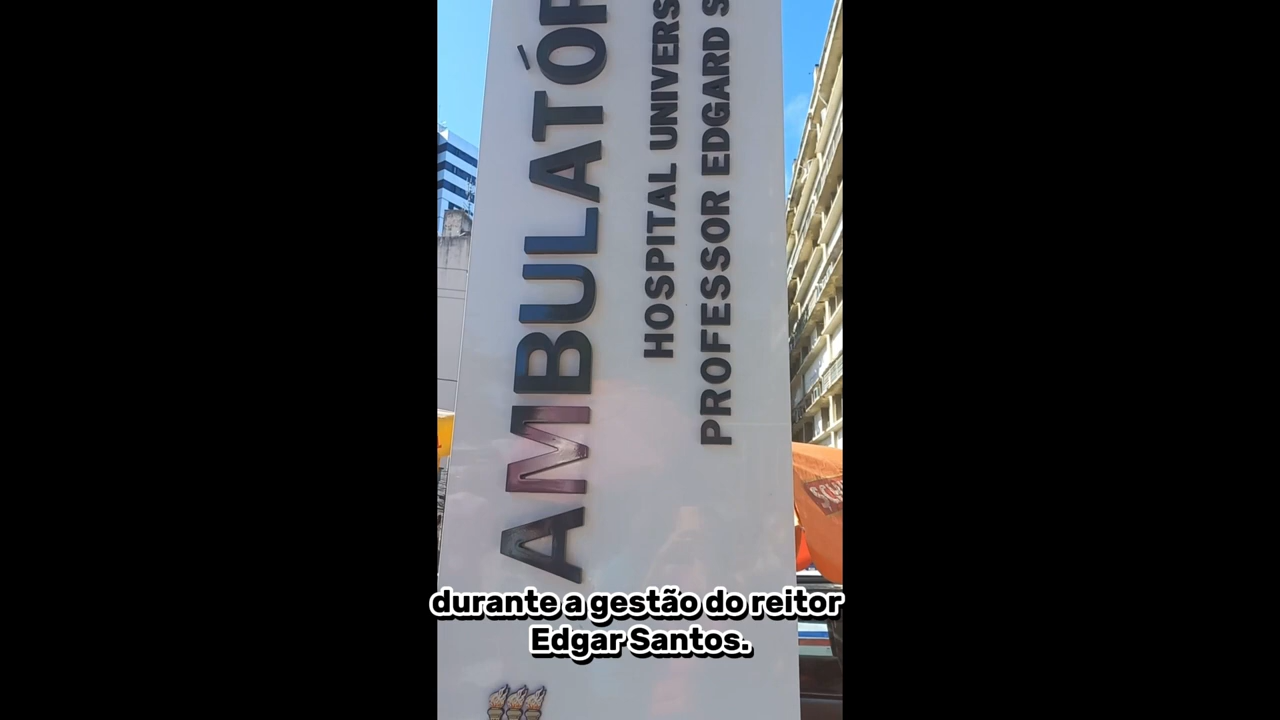 AMBULATÓR
HOSPITAL UNIVERS
PROFESSOR EDGARD S
durante a gestão do reitor
Edgar Santos.